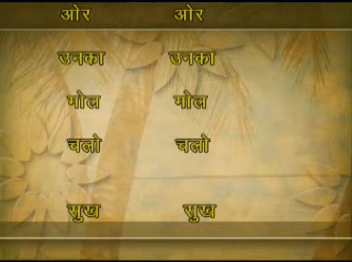 ओर ओर
उनका उनका
मोल मोल
चलो चलो
सुख सुख